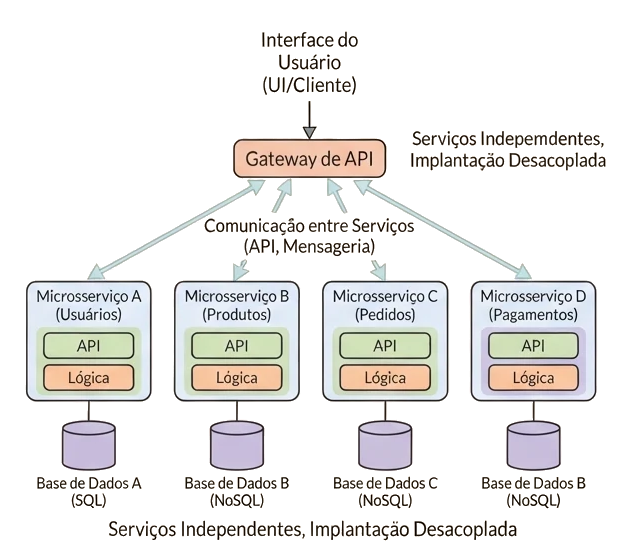 Interface do
Usuário
(UI/Cliente)
Gateway de API
Serviços Indepemdentes,
Implantação Desacoplada
Comunicação entre Serviços
(API, Mensageria)
Microsserviço A
(Usuários)
API
Lógica
Microsserviço B
(Produtos)
API
Lógica
Microsserviço C
(Pedidos)
API
Lógica
Microsserviço D
(Pagamentos)
API
Lógica
Base de Dados A
(SQL)
Base de Dados B
(NoSQL)
Base de Dados C
(NoSQL)
Base de Dados B
(NoSQL)
Serviços Independentes, Implantação Desacoplada